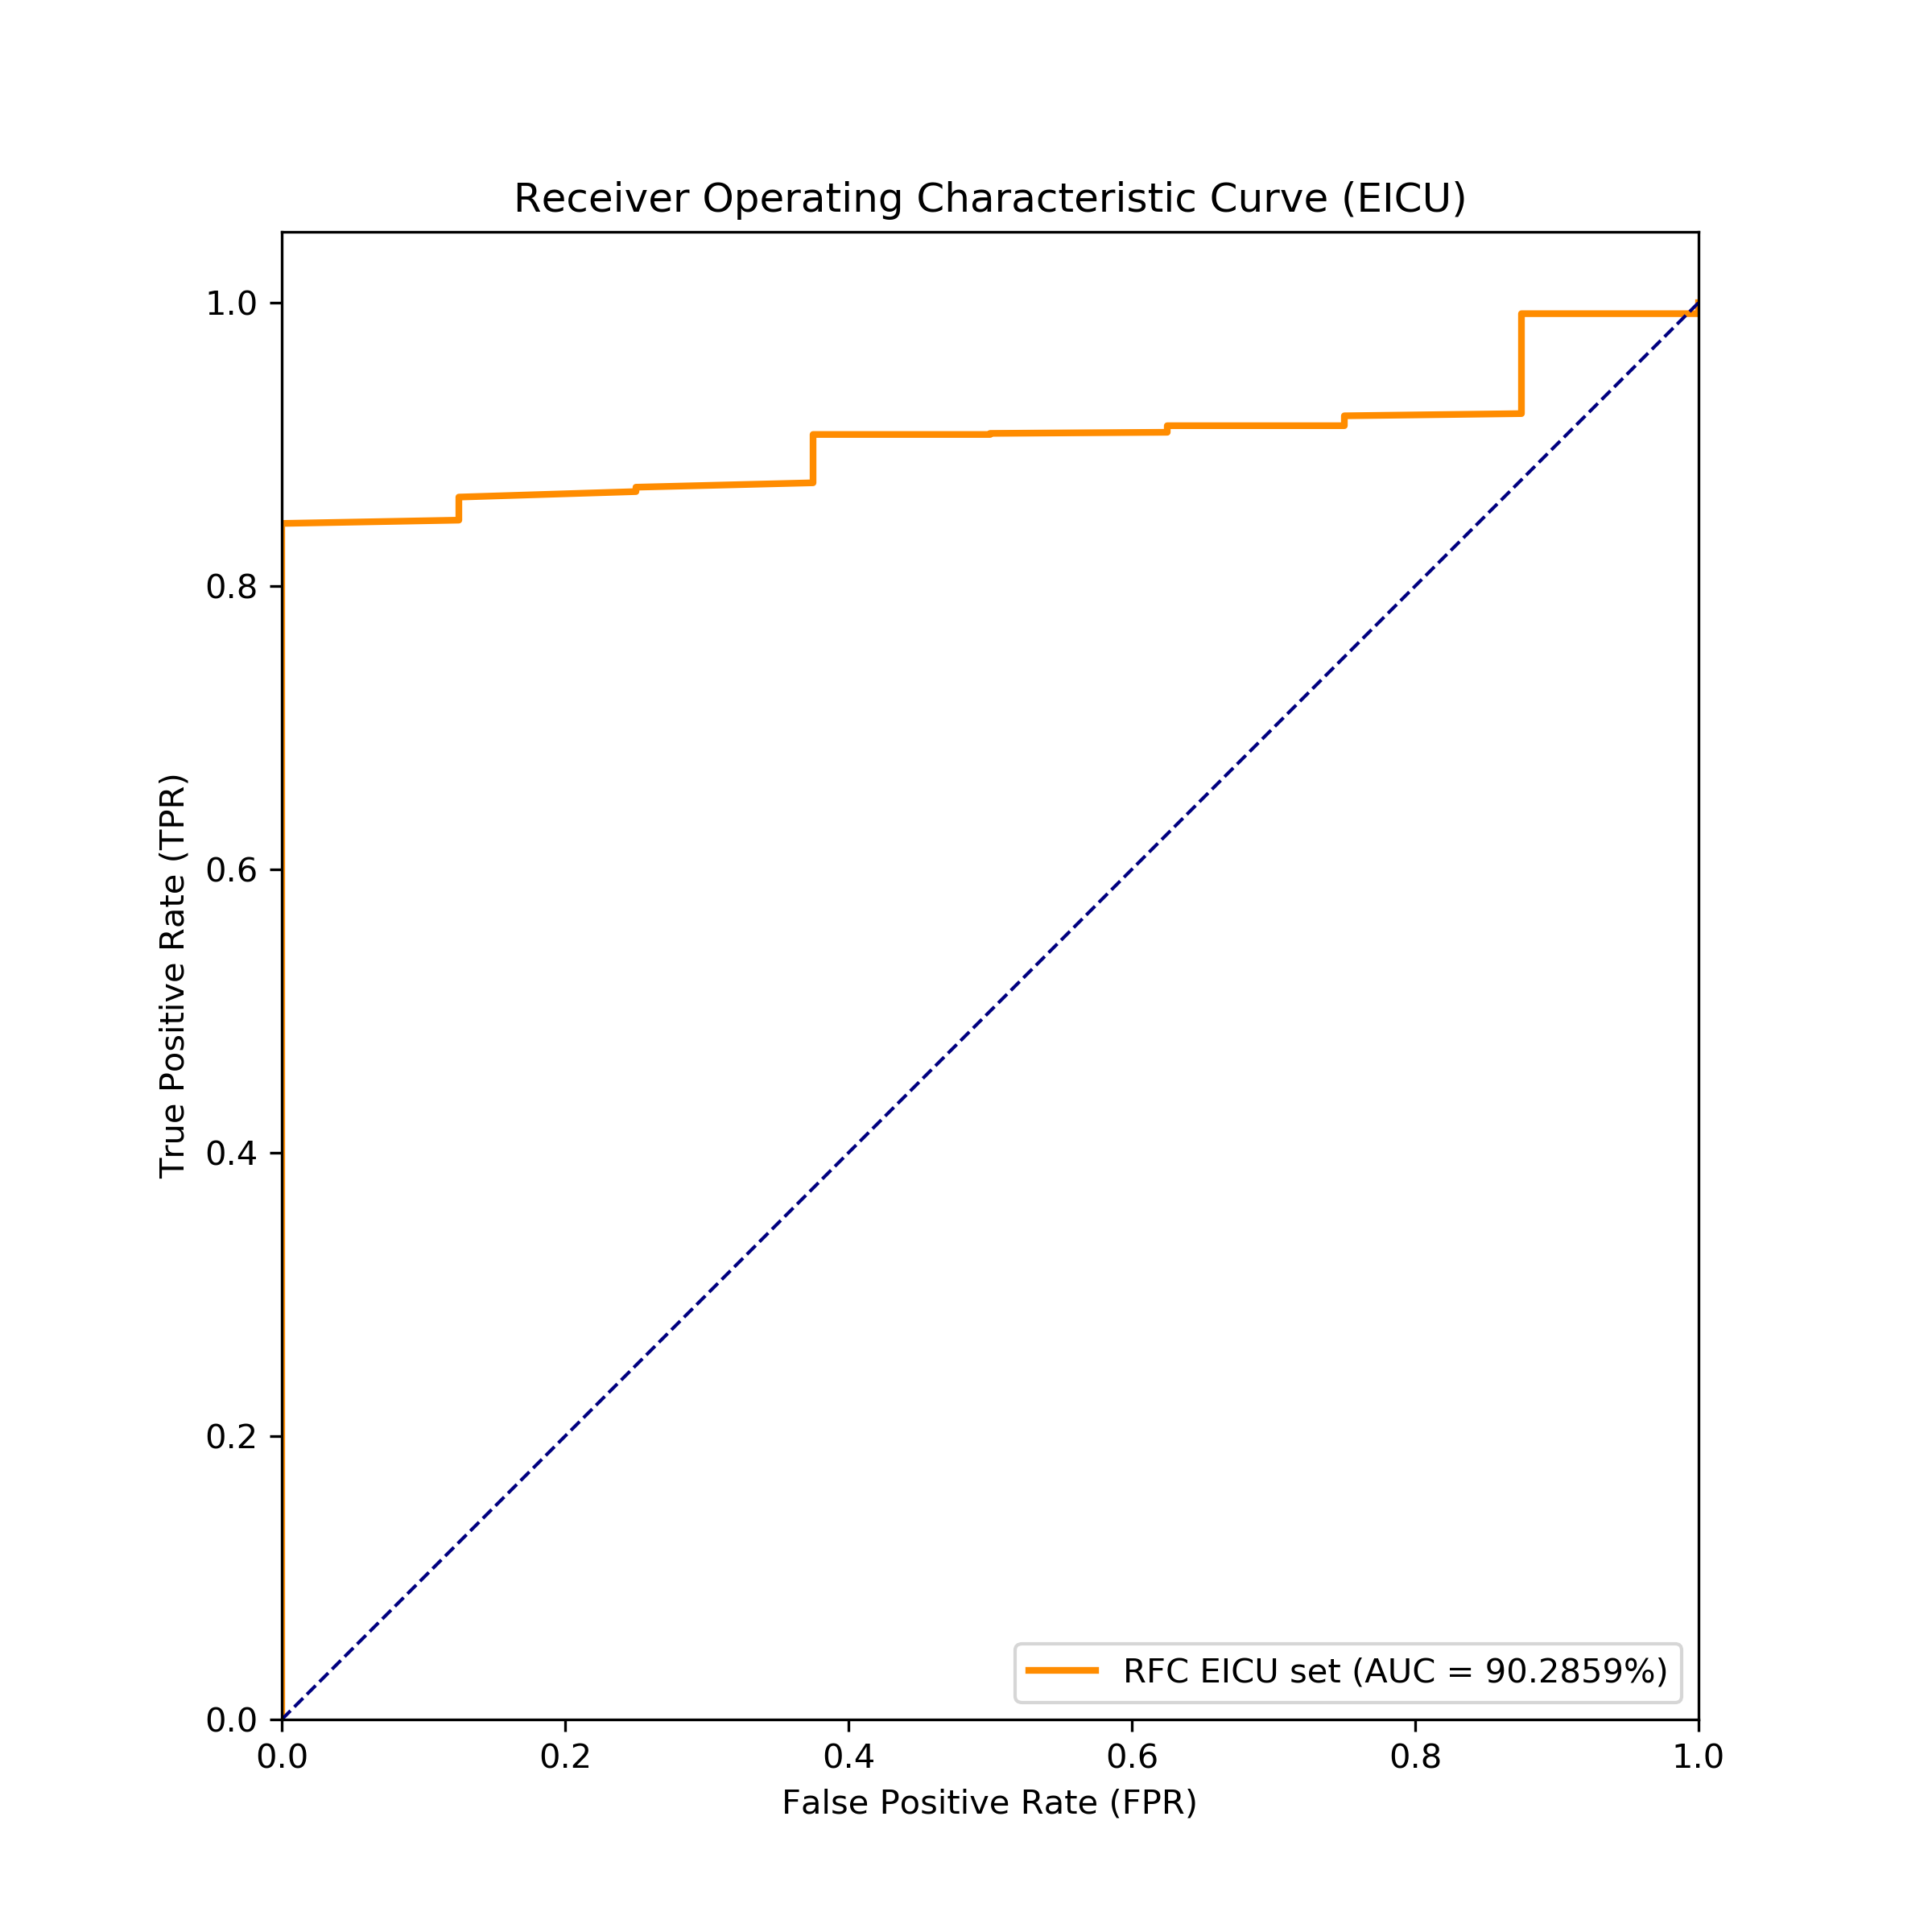 Receiver Operating Characteristic Curve (EICU)
1.0
0.8
0.6
0.4
0.2
0.0
True Positive Rate (TPR)
RFC EICU set (AUC = 90.2859%)
0.0 0.2 0.4 0.6 0.8 1.0
False Positive Rate (FPR)